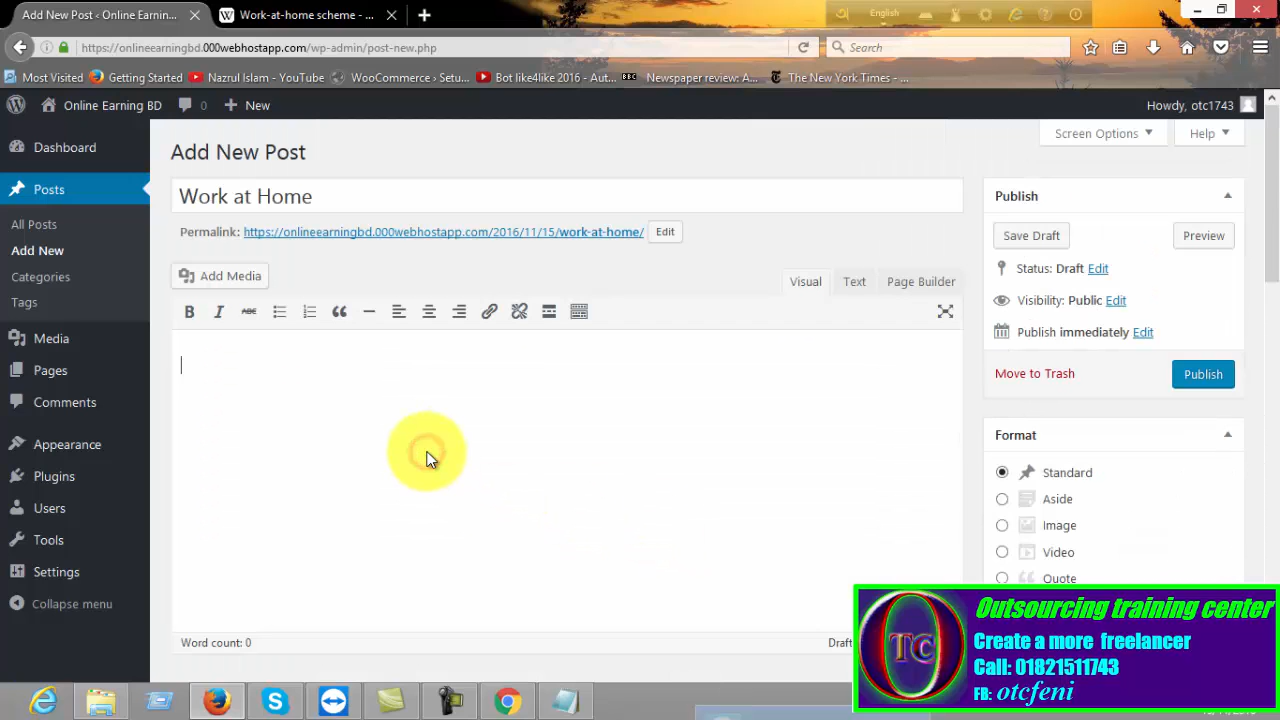 Add New Post ‹ Online Earning...
Work-at-home scheme - ...
English
https://onlineearningbd.000webhostapp.com/wp-admin/post-new.php
Search
Most Visited
Getting Started
Nazrul Islam - YouTube
WooCommerce › Setu...
Bot like4like 2016 - Aut...
BBC Newspaper review: A...
The New York Times - ...
Online Earning BD
0
New
Howdy, otc1743
Dashboard
Posts
All Posts
Add New
Categories
Tags
Media
Pages
Comments
Appearance
Plugins
Users
Tools
Settings
Collapse menu
Screen Options
Help
Add New Post
Work at Home
Permalink: https://onlineearningbd.000webhostapp.com/2016/11/15/work-at-home/ Edit
Add Media
Visual
Text
Page Builder
B I ABC
Word count: 0
Draft
Publish
Save Draft
Preview
Status: Draft Edit
Visibility: Public Edit
Publish immediately Edit
Move to Trash
Publish
Format
Standard
Aside
Image
Video
Quote
OTC
Outsourcing training center
Create a more freelancer
Call: 01821511743
FB: otcfeni